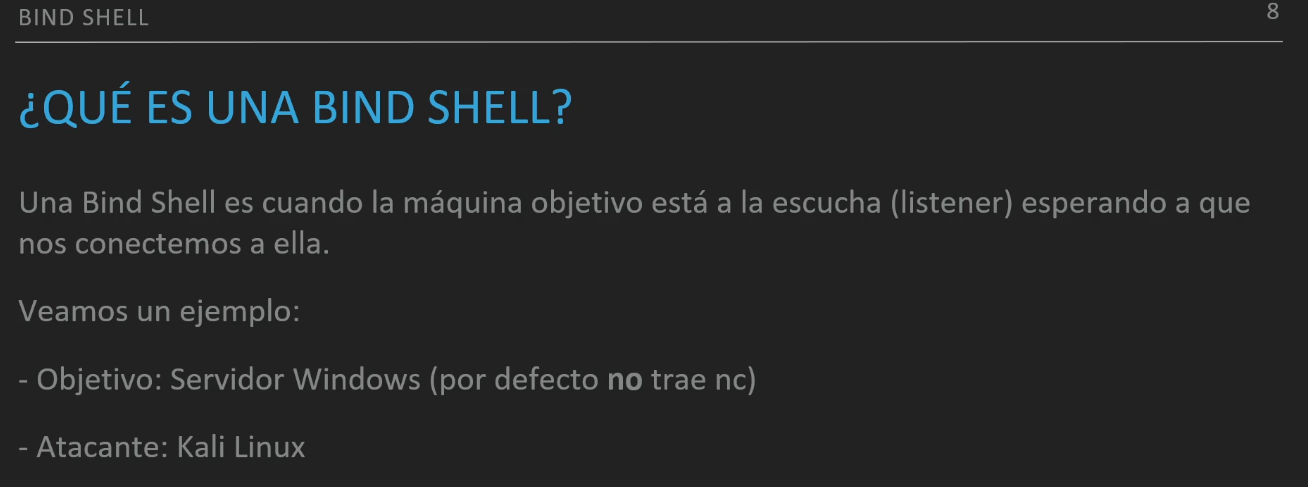 BIND SHELL
8
¿QUÉ ES UNA BIND SHELL?
Una Bind Shell es cuando la máquina objetivo está a la escucha (listener) esperando a que
nos conectemos a ella.
Veamos un ejemplo:
- Objetivo: Servidor Windows (por defecto no trae nc)
- Atacante: Kali Linux